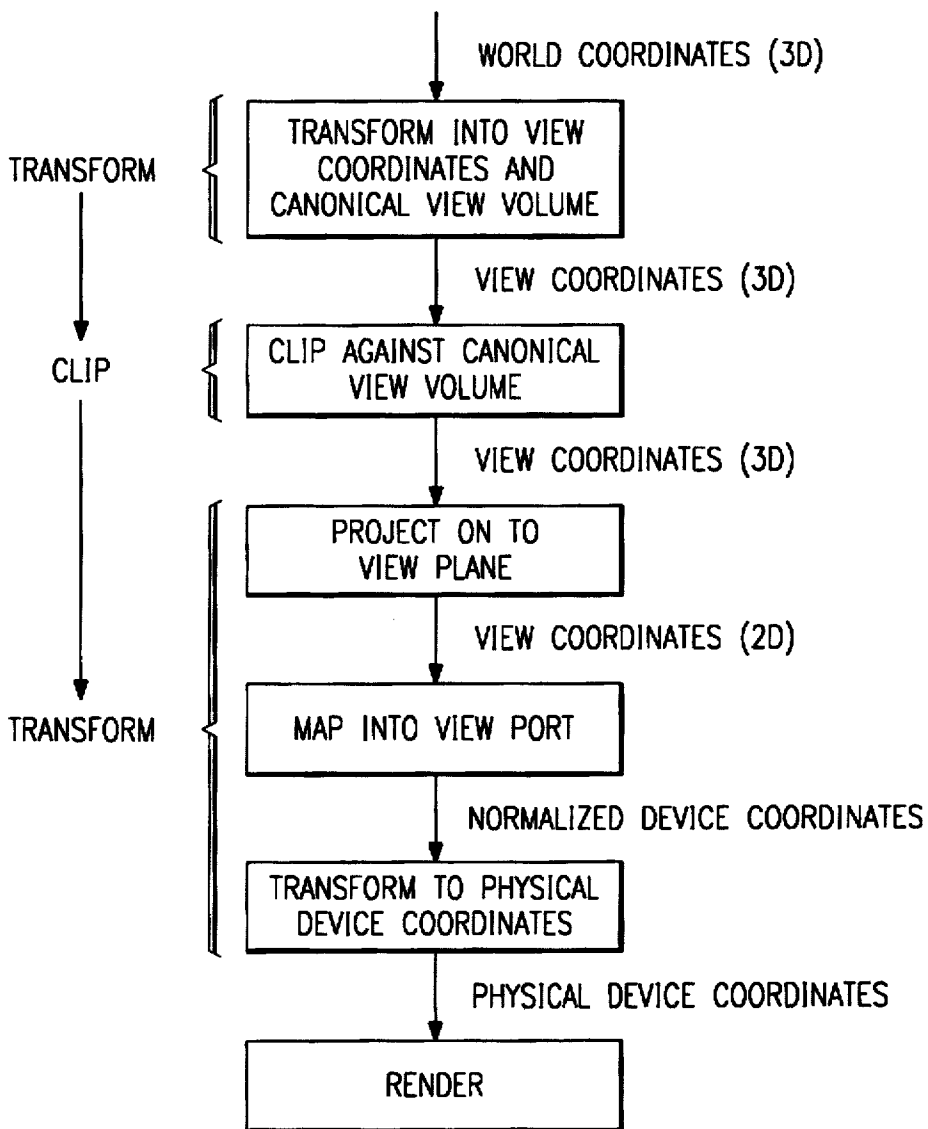 WORLD COORDINATES (3D)
TRANSFORM
TRANSFORM INTO VIEW
COORDINATES AND
CANONICAL VIEW VOLUME
VIEW COORDINATES (3D)
CLIP
CLIP AGAINST CANONICAL
VIEW VOLUME
VIEW COORDINATES (3D)
PROJECT ON TO
VIEW PLANE
VIEW COORDINATES (2D)
TRANSFORM
MAP INTO VIEW PORT
NORMALIZED DEVICE COORDINATES
TRANSFORM TO PHYSICAL
DEVICE COORDINATES
PHYSICAL DEVICE COORDINATES
RENDER